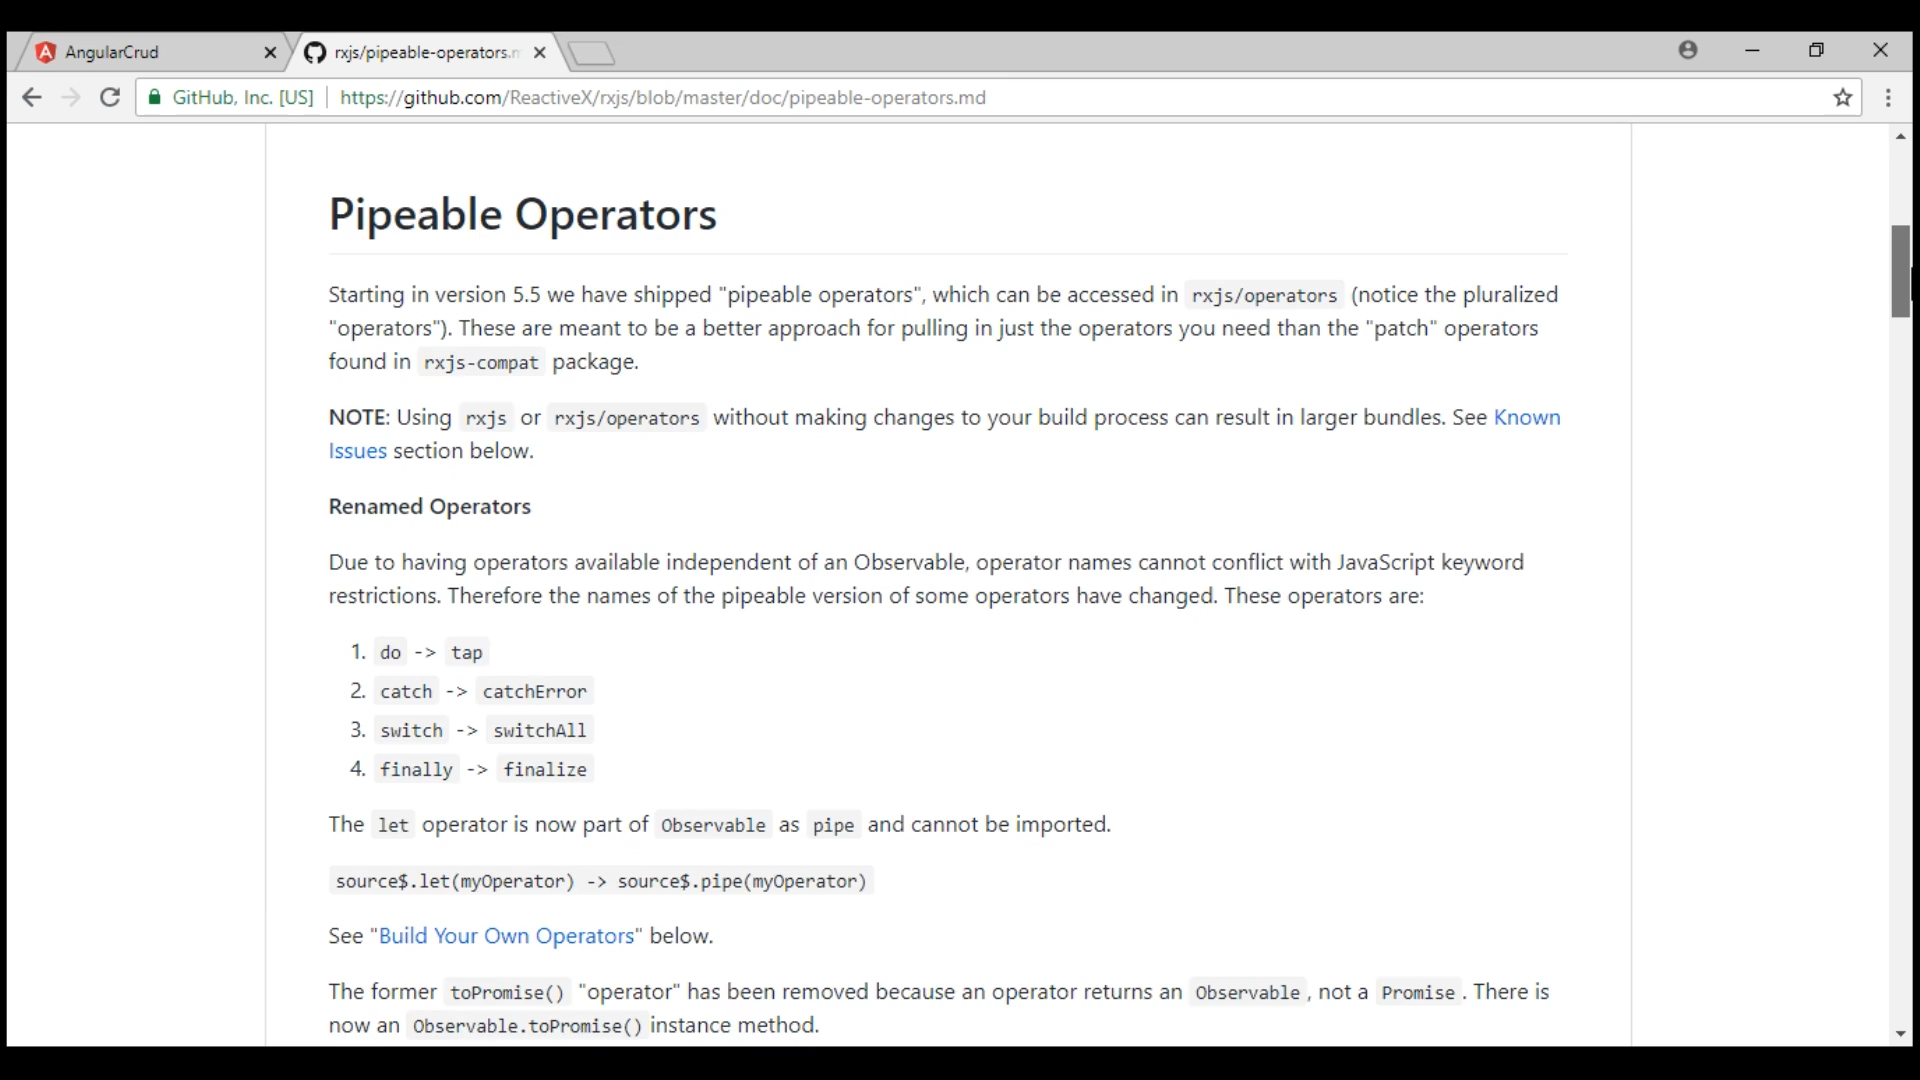 AngularCrud
rxjs/pipeable-operators.m
GitHub, Inc. [US] https://github.com/ReactiveX/rxjs/blob/master/doc/pipeable-operators.md
Pipeable Operators
Starting in version 5.5 we have shipped "pipeable operators", which can be accessed in rxjs/operators (notice the pluralized
"operators"). These are meant to be a better approach for pulling in just the operators you need than the "patch" operators
found in rxjs-compat package.
NOTE: Using rxjs or rxjs/operators without making changes to your build process can result in larger bundles. See Known
Issues section below.
Renamed Operators
Due to having operators available independent of an Observable, operator names cannot conflict with JavaScript keyword
restrictions. Therefore the names of the pipeable version of some operators have changed. These operators are:
1. do -> tap
2. catch -> catchError
3. switch -> switchAll
4. finally -> finalize
The let operator is now part of Observable as pipe and cannot be imported.
source$.let(myOperator) -> source$.pipe(myOperator)
See "Build Your Own Operators" below.
The former toPromise() "operator" has been removed because an operator returns an Observable, not a Promise. There is
now an Observable.toPromise() instance method.